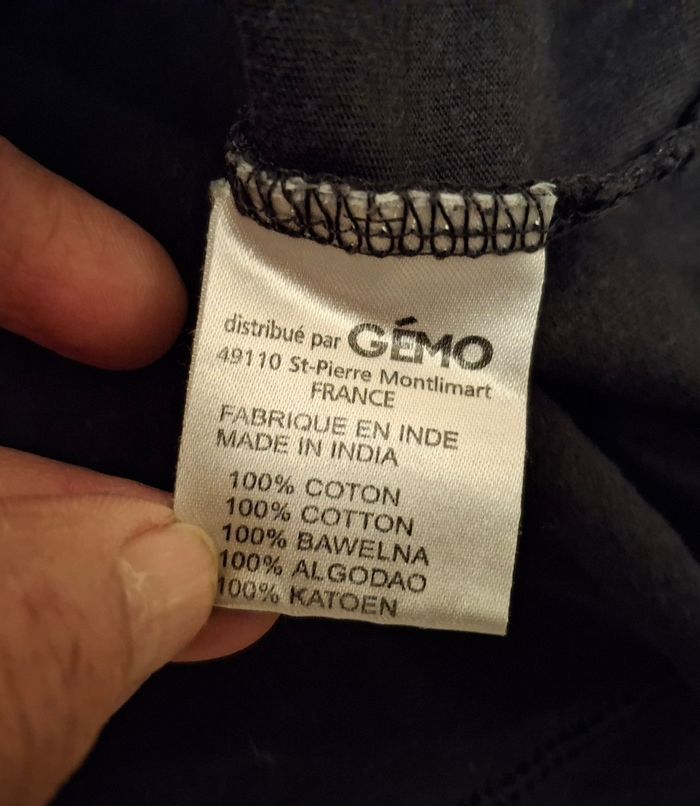 distribué par GÉMO
49110 St-Pierre Montlimart
FRANCE
FABRIQUE EN INDE
MADE IN INDIA
100% COTON
100% COTTON
100% BAWELNA
100% ALGODAO
100% KATOEN